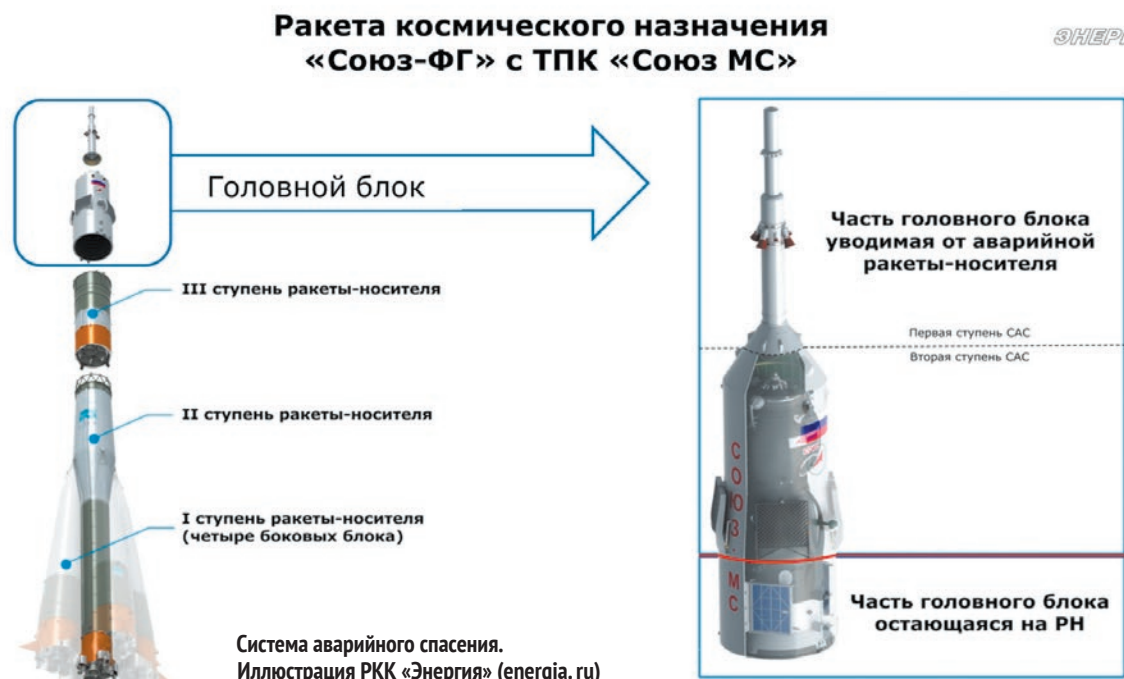 Ракета космического назначения
«Союз-ФГ» с ТПК «Союз МС»
Головной блок
III ступень ракеты-носителя
II ступень ракеты-носителя
I ступень ракеты-носителя
(четыре боковых блока)
Система аварийного спасения.
Иллюстрация РКК «Энергия» (energia.ru)
Часть головного блока
уводимая от аварийной
ракеты-носителя
Первая ступень САС
Вторая ступень САС
СОЮЗ МС
Часть головного блока
остающаяся на РН